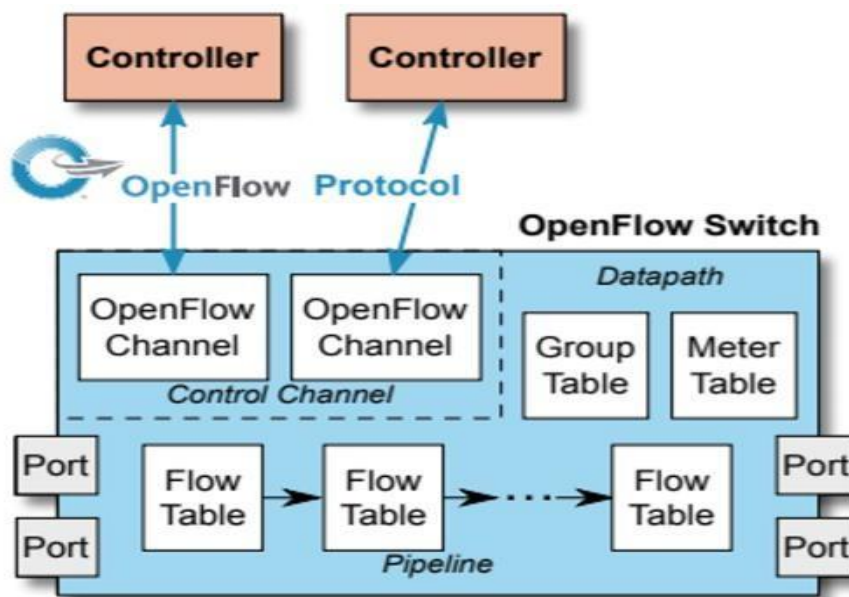 Controller
Controller
OpenFlow Protocol
OpenFlow Switch
OpenFlow
Channel
OpenFlow
Channel
Control Channel
Datapath
Group
Table
Meter
Table
Port
Port
Flow
Table
Flow
Table
...
Flow
Table
Pipeline
Port
Port